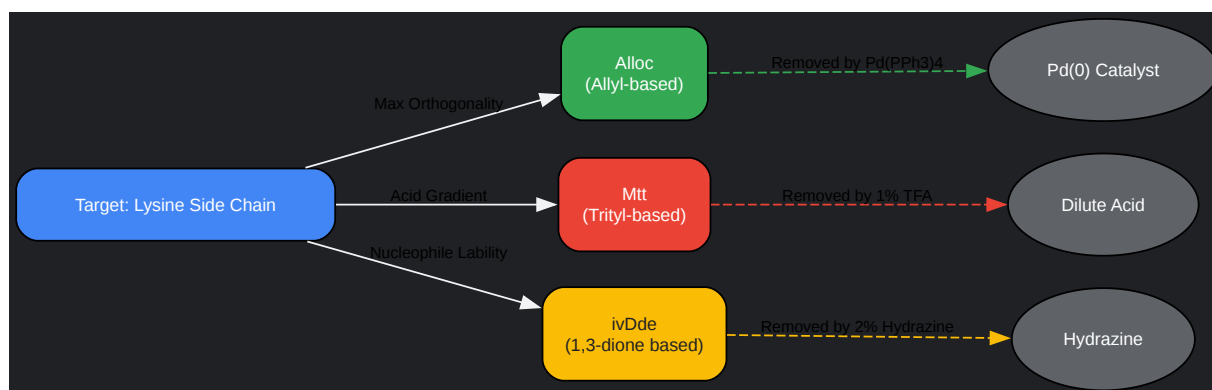 Alloc
(Allyl-based)
Removed by Pd(PPh3)4
Pd(0) Catalyst
Max Orthogonality
Target: Lysine Side Chain
Acid Gradient
Mtt
(Trityl-based)
Removed by 1% TFA
Dilute Acid
Nucleophile Lability
ivDde
(1,3-dione based)
Removed by 2% Hydrazine
Hydrazine